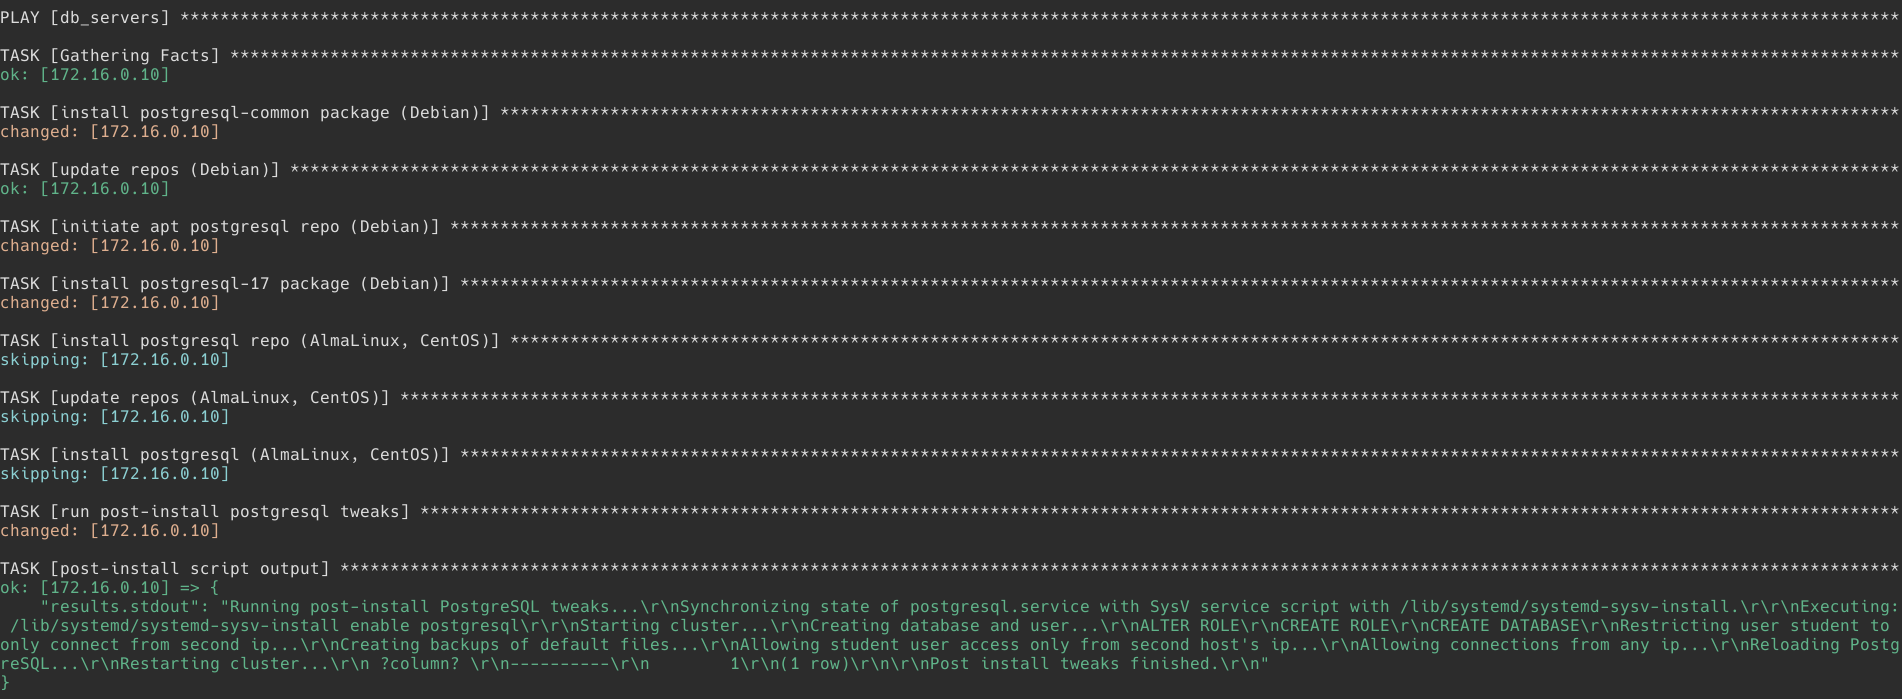 PLAY [db_servers] ****************************************************************************************************************************************************************************

TASK [Gathering Facts] ***********************************************************************************************************************************************************************
ok: [172.16.0.10]

TASK [install postgresql-common package (Debian)] ********************************************************************************************************************************************
changed: [172.16.0.10]

TASK [update repos (Debian)] *****************************************************************************************************************************************************************
ok: [172.16.0.10]

TASK [initiate apt postgresql repo (Debian)] *************************************************************************************************************************************************
changed: [172.16.0.10]

TASK [install postgresql-17 package (Debian)] ************************************************************************************************************************************************
changed: [172.16.0.10]

TASK [install postgresql repo (AlmaLinux, CentOS)] *******************************************************************************************************************************************
skipping: [172.16.0.10]

TASK [update repos (AlmaLinux, CentOS)] ******************************************************************************************************************************************************
skipping: [172.16.0.10]

TASK [install postgresql (AlmaLinux, CentOS)] ************************************************************************************************************************************************
skipping: [172.16.0.10]

TASK [run post-install postgresql tweaks] ****************************************************************************************************************************************************
changed: [172.16.0.10]

TASK [post-install script output] ************************************************************************************************************************************************************
ok: [172.16.0.10] => {
    "results.stdout": "Running post-install PostgreSQL tweaks...\r\nSynchronizing state of postgresql.service with SysV service script with /lib/systemd/systemd-sysv-install.\r\r\nExecuting:
 /lib/systemd/systemd-sysv-install enable postgresql\r\r\nStarting cluster...\r\nCreating database and user...\r\nALTER ROLE\r\nCREATE ROLE\r\nCREATE DATABASE\r\nRestricting user student to
only connect from second ip...\r\nCreating backups of default files...\r\nAllowing student user access only from second host's ip...\r\nAllowing connections from any ip...\r\nReloading Postg
reSQL...\r\nRestarting cluster...\r\n ?column? \r\n----------\r\n        1\r\n(1 row)\r\n\r\nPost install tweaks finished.\r\n"
}